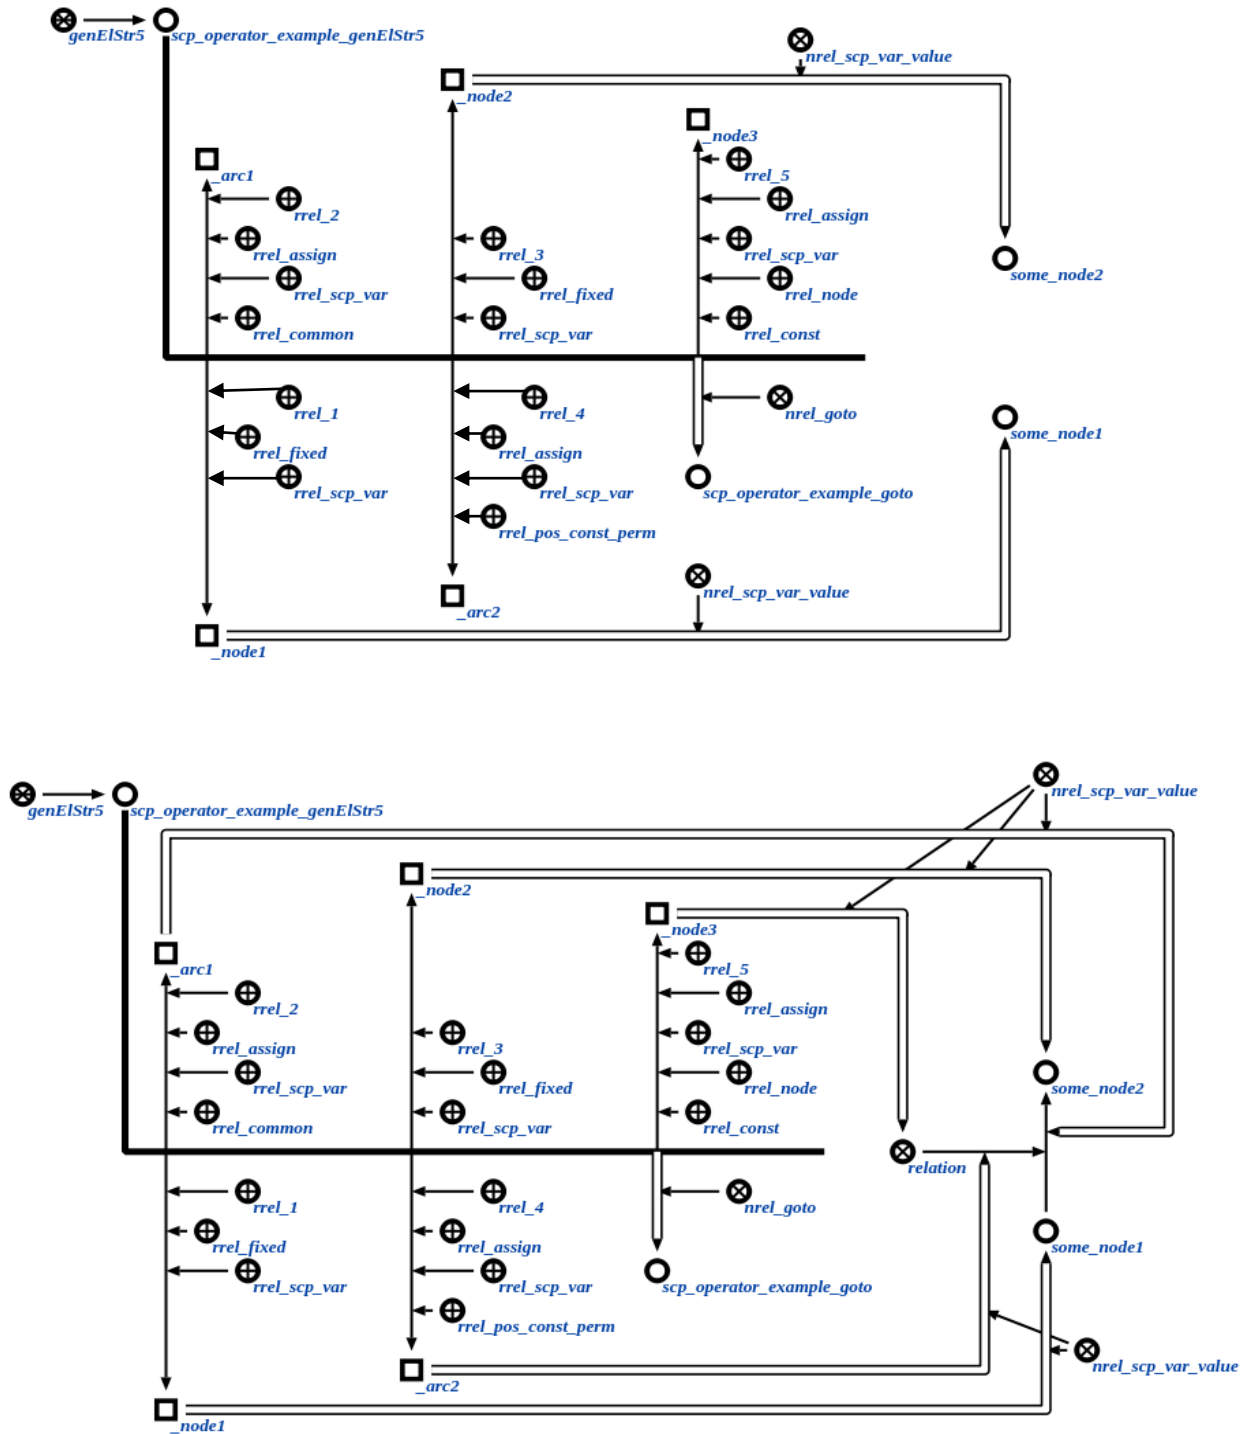 genElStr5 scp_operator_example_genElStr5
nrel_scp_var_value
_node2
_node3
_arc1
rrel_5
rrel_2
rrel_assign
rrel_assign
rrel_3
rrel_scp_var
some_node2
rrel_scp_var
rrel_fixed
rrel_node
rrel_common
rrel_scp_var
rrel_const
rrel_1
rrel_4
nrel_goto
some_node1
rrel_fixed
rrel_assign
rrel_scp_var
rrel_scp_var
scp_operator_example_goto
rrel_pos_const_perm
nrel_scp_var_value
_arc2
_node1
nrel_scp_var_value
genElStr5 scp_operator_example_genElStr5
_node2
_node3
_arc1
rrel_5
rrel_2
rrel_assign
rrel_assign
rrel_3
rrel_scp_var
rrel_scp_var
rrel_fixed
rrel_node
some_node2
rrel_common
rrel_scp_var
rrel_const
relation
rrel_1
rrel_4
nrel_goto
rrel_fixed
rrel_assign
some_node1
rrel_scp_var
rrel_scp_var
scp_operator_example_goto
rrel_pos_const_perm
nrel_scp_var_value
_arc2
_node1